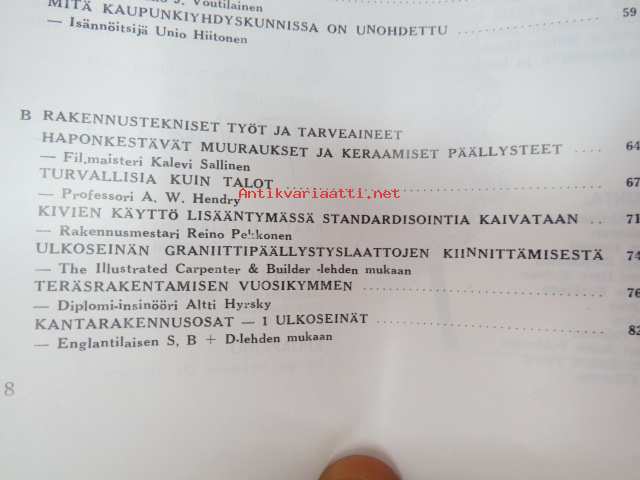 J. Voutilainen
MITÄ KAUPUNKIYHDYSKUNNISSA ON UNOHDETTU ........ 59
— Isännöitsijä Unio Hiitonen
B RAKENNUSTEKNISET TYÖT JA TARVEAINEET
HAPONKESTÄVÄT MUURAUKSET JA KERAAMISET PÄÄLLYSTEET .... 64
— Fil.maisteri Kalevi Sallinen
TURVALLISIA KUIN TALOT ........ 67
Antikvariaatti.net
— Professori A. W. Hendry
KIVIEN KÄYTTÖ LISÄÄNTYMÄSSÄ STANDARDISOINTIA KAIVATAAN .. 71
— Rakennusmestari Reino Pekkonen
ULKOSEINÄN GRANIITTIPÄÄLLYSTYSLAATTOJEN KIINNITTÄMISESTÄ 74
— The Illustrated Carpenter & Builder -lehden mukaan
TERÄSRAKENTAMISEN VUOSIKYMMEN ........ 76
— Diplomi-insinööri Altti Hyrsky
KANTARAKENNUSOSAT — I ULKOSEINÄT ........ 82
— Englantilaisen S, B + D-lehden mukaan
8